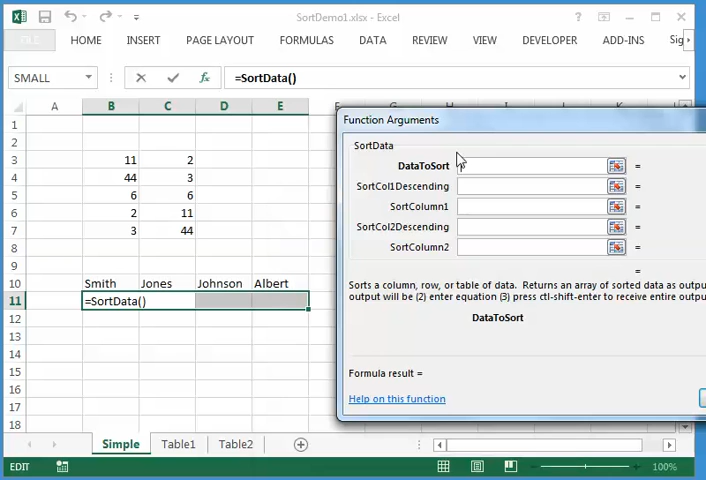 SortDemo1.xlsx - Excel
FILE HOME INSERT PAGE LAYOUT FORMULAS DATA REVIEW VIEW DEVELOPER ADD-INS Sig
SMALL fx =SortData()
A B C D E F G H I J K L M
1
2
3 11 2
4 44 3
5 6 6
6 2 11
7 3 44
8
9
10 Smith Jones Johnson Albert
11 =SortData()
12
13
14
15
16
17
18
Function Arguments
SortData
DataToSort =
SortCol1Descending =
SortColumn1 =
SortCol2Descending =
SortColumn2 =
=
Sorts a column, row, or table of data. Returns an array of sorted data as outpu
output will be (2) enter equation (3) press ctl-shift-enter to receive entire outpu
DataToSort
Formula result =
Help on this function
Simple Table1 Table2
EDIT 100%